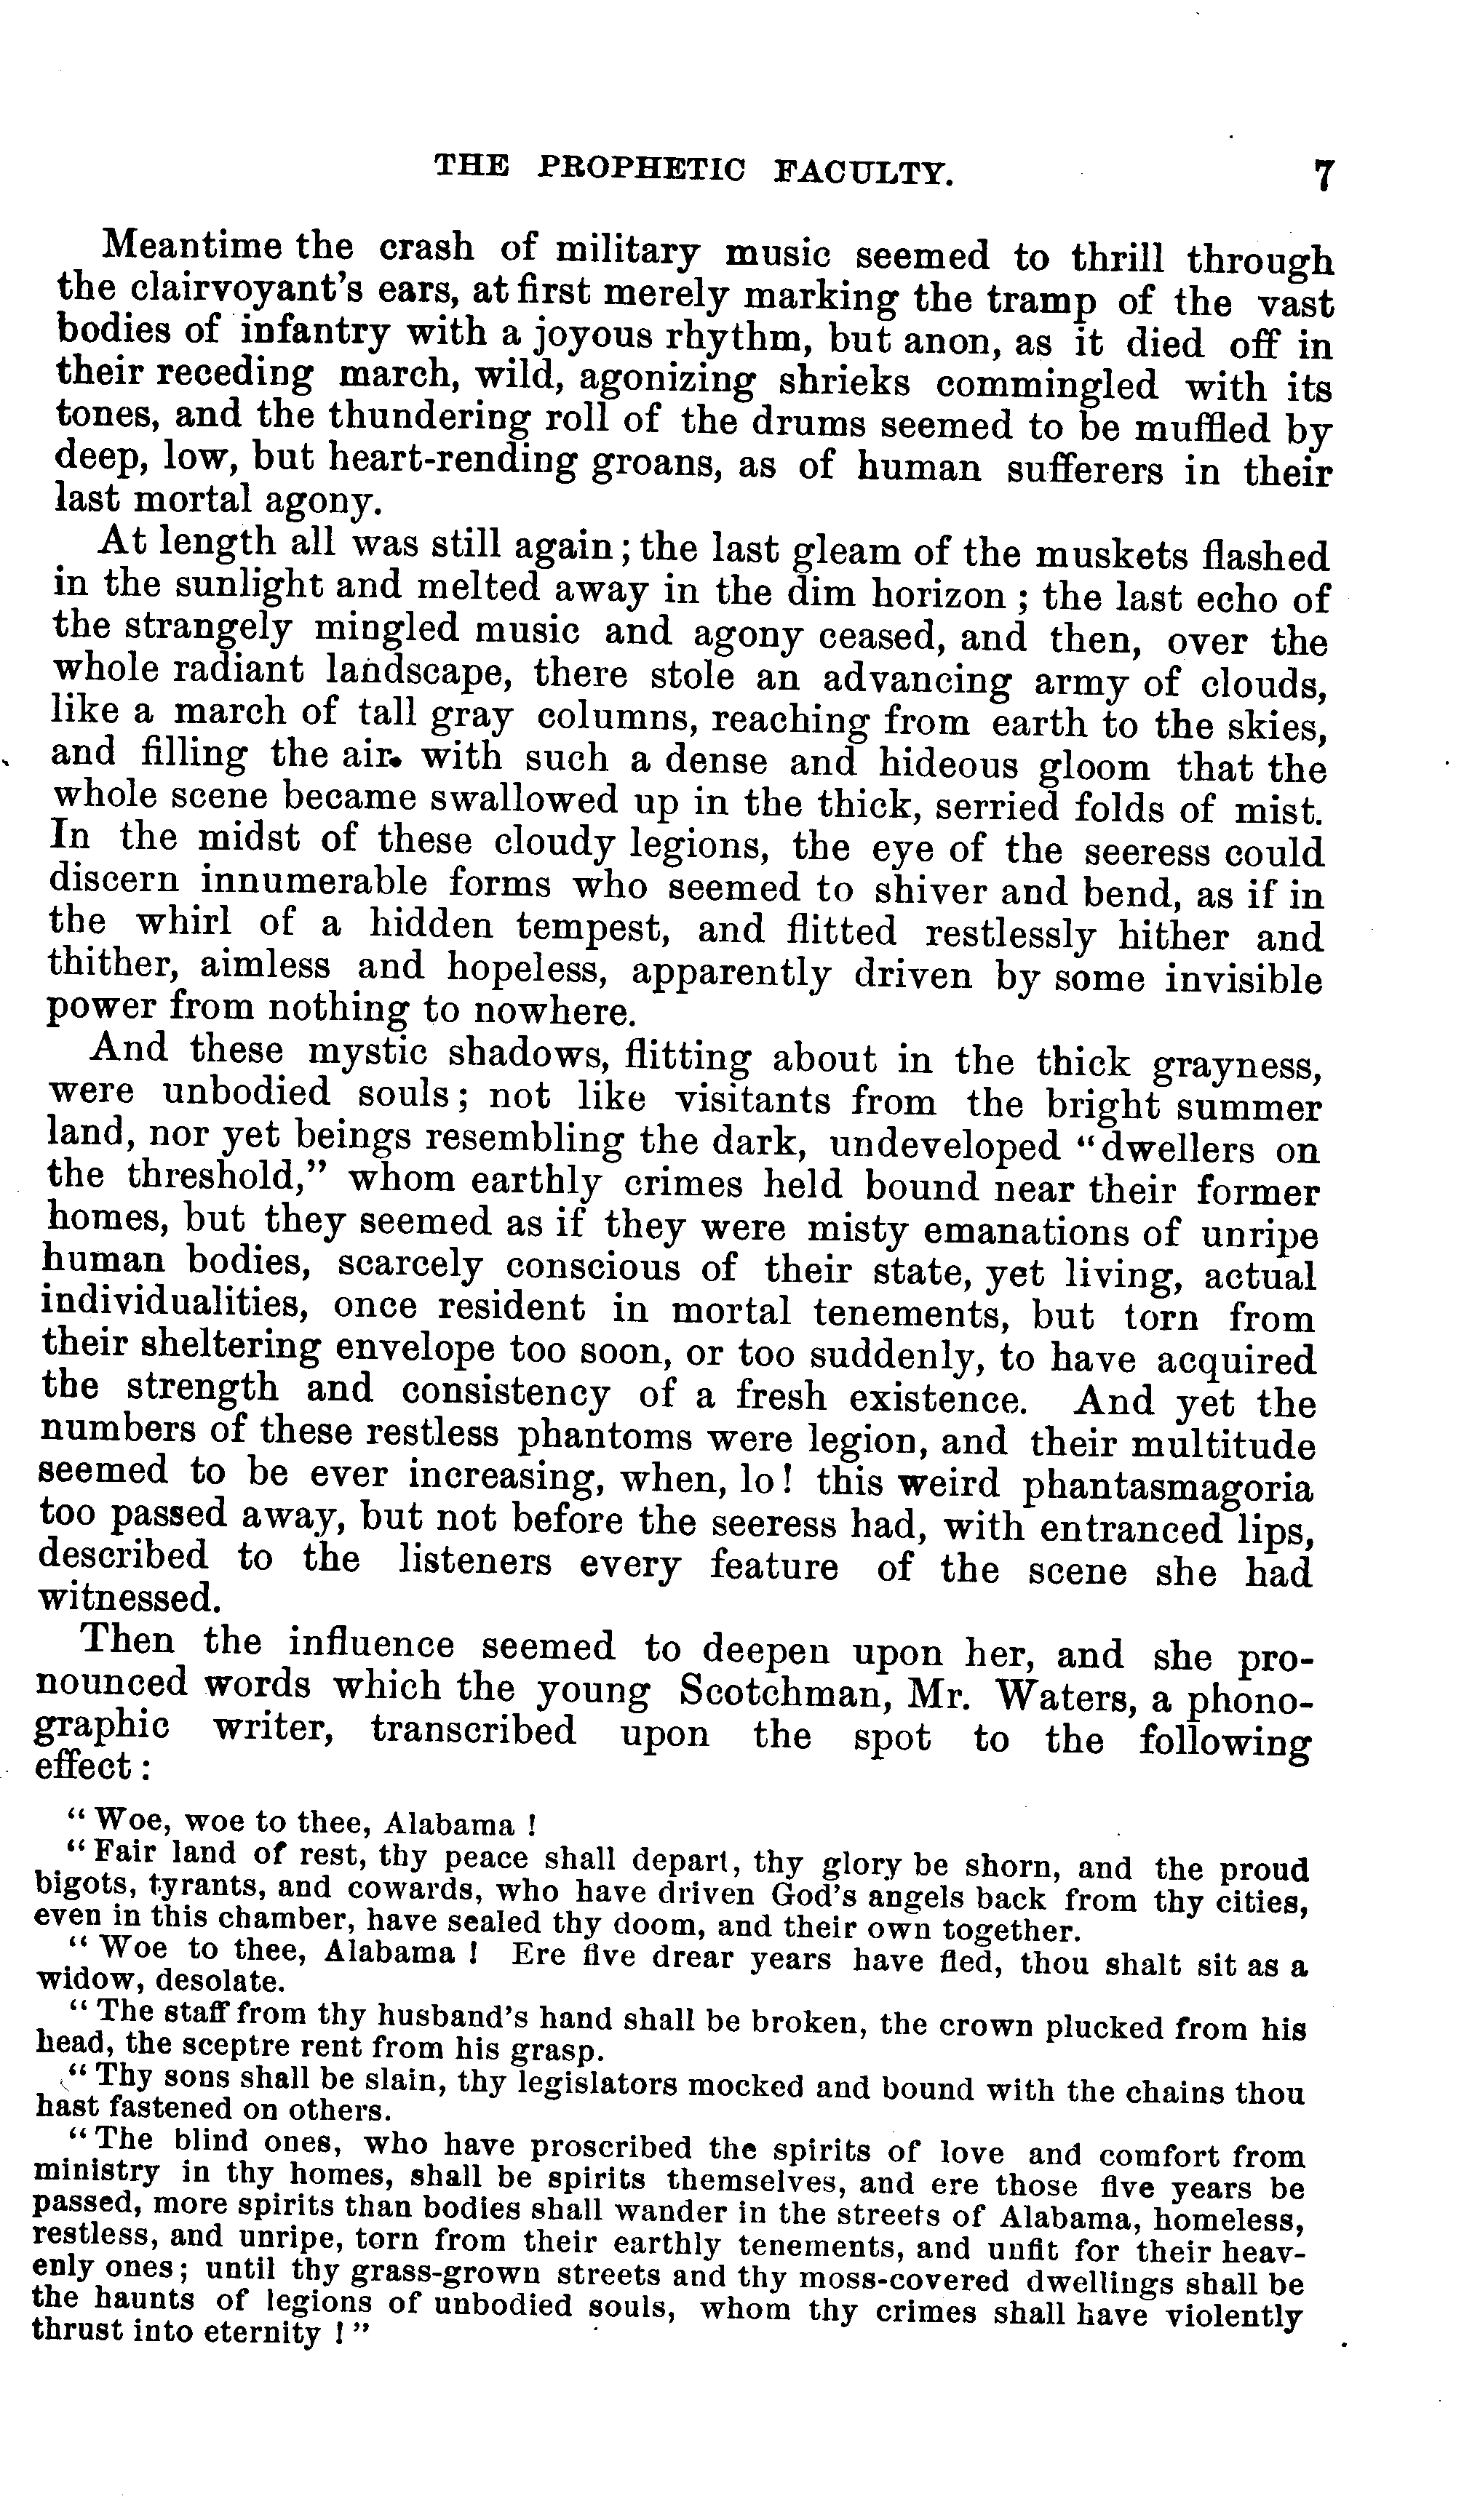 THE PROPHETIC FACULTY. 7
Meantime the crash of military music seemed to thrill through
the clairvoyant's ears, at first merely marking the tramp of the vast
bodies of infantry with a joyous rhythm, but anon, as it died off in
their receding march, wild, agonizing shrieks commingled with its
tones, and the thundering roll of the drums seemed to be muffled by
deep, low, but heart-rending groans, as of human sufferers in their
last mortal agony.
At length all was still again; the last gleam of the muskets flashed
in the sunlight and melted away in the dim horizon; the last echo of
the strangely mingled music and agony ceased, and then, over the
whole radiant landscape, there stole an advancing army of clouds,
like a march of tall gray columns, reaching from earth to the skies,
and filling the air. with such a dense and hideous gloom that the
whole scene became swallowed up in the thick, serried folds of mist.
In the midst of these cloudy legions, the eye of the seeress could
discern innumerable forms who seemed to shiver and bend, as if in
the whirl of a hidden tempest, and flitted restlessly hither and
thither, aimless and hopeless, apparently driven by some invisible
power from nothing to nowhere.
And these mystic shadows, flitting about in the thick grayness,
were unbodied souls; not like visitants from the bright summer
land, nor yet beings resembling the dark, undeveloped "dwellers on
the threshold," whom earthly crimes held bound near their former
homes, but they seemed as if they were misty emanations of unripe
human bodies, scarcely conscious of their state, yet living, actual
individualities, once resident in mortal tenements, but torn from
their sheltering envelope too soon, or too suddenly, to have acquired
the strength and consistency of a fresh existence. And yet the
numbers of these restless phantoms were legion, and their multitude
seemed to be ever increasing, when, lo! this weird phantasmagoria
too passed away, but not before the seeress had, with entranced lips,
described to the listeners every feature of the scene she had
witnessed.
Then the influence seemed to deepen upon her, and she pro-
nounced words which the young Scotchman, Mr. Waters, a phono-
graphic writer, transcribed upon the spot to the following
effect:
"Woe, woe to thee, Alabama!
"Fair land of rest, thy peace shall depart, thy glory be shorn, and the proud
bigots, tyrants, and cowards, who have driven God's angels back from thy cities,
even in this chamber, have sealed thy doom, and their own together.
"Woe to thee, Alabama! Ere five drear years have fled, thou shalt sit as a
widow, desolate.
"The staff from thy husband's hand shall be broken, the crown plucked from his
head, the sceptre rent from his grasp.
"Thy sons shall be slain, thy legislators mocked and bound with the chains thou
hast fastened on others.
"The blind ones, who have proscribed the spirits of love and comfort from
ministry in thy homes, shall be spirits themselves, and ere those five years be
passed, more spirits than bodies shall wander in the streets of Alabama, homeless,
restless, and unripe, torn from their earthly tenements, and unfit for their heav-
enly ones; until thy grass-grown streets and thy moss-covered dwellings shall be
the haunts of legions of unbodied souls, whom thy crimes shall have violently
thrust into eternity!"